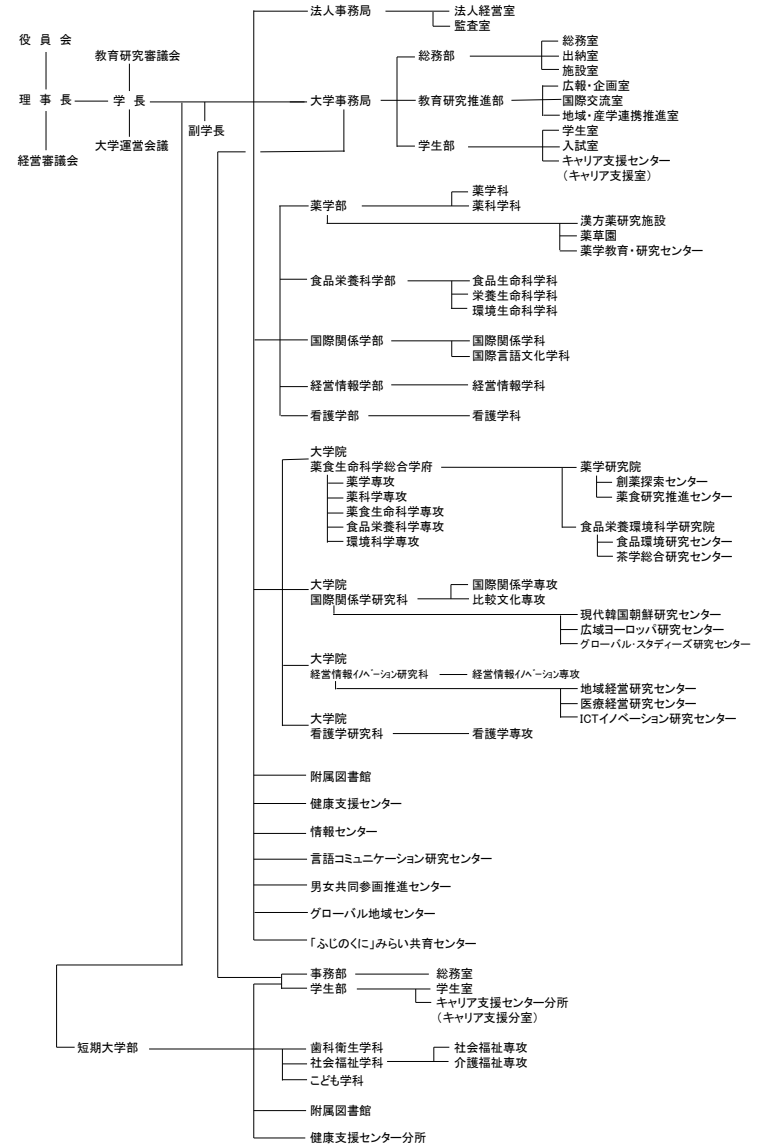 法人事務局 法人経営室
監査室
役 員 会
教育研究審議会
総務部 総務室
出納室
施設室
理 事 長 学 長 副学長 大学事務局 教育研究推進部 広報・企画室
国際交流室
地域・産学連携推進室
大学運営会議
経営審議会
学生部 学生室
入試室
キャリア支援センター
(キャリア支援室)
薬学部 薬学科
薬科学科
漢方薬研究施設
薬草園
薬学教育・研究センター
食品栄養科学部 食品生命科学科
栄養生命科学科
環境生命科学科
国際関係学部 国際関係学科
国際言語文化学科
経営情報学部 経営情報学科
看護学部 看護学科
大学院
薬食生命科学総合学府 薬学研究院
薬学専攻 創薬探索センター
薬科学専攻 薬食研究推進センター
薬食生命科学専攻
食品栄養科学専攻 食品栄養環境科学研究院
環境科学専攻 食品環境研究センター
茶学総合研究センター
大学院 国際関係学専攻
国際関係学研究科 比較文化専攻
現代韓国朝鮮研究センター
広域ヨーロッパ研究センター
グローバル・スタディーズ研究センター
大学院
経営情報イノベーション研究科 経営情報イノベーション専攻
地域経営研究センター
医療経営研究センター
ICTイノベーション研究センター
大学院
看護学研究科 看護学専攻
附属図書館
健康支援センター
情報センター
言語コミュニケーション研究センター
男女共同参画推進センター
グローバル地域センター
「ふじのくに」みらい共育センター
事務部 総務室
学生部 学生室
キャリア支援センター分所
(キャリア支援分室)
短期大学部 歯科衛生学科 社会福祉専攻
社会福祉学科 介護福祉専攻
こども学科
附属図書館
健康支援センター分所